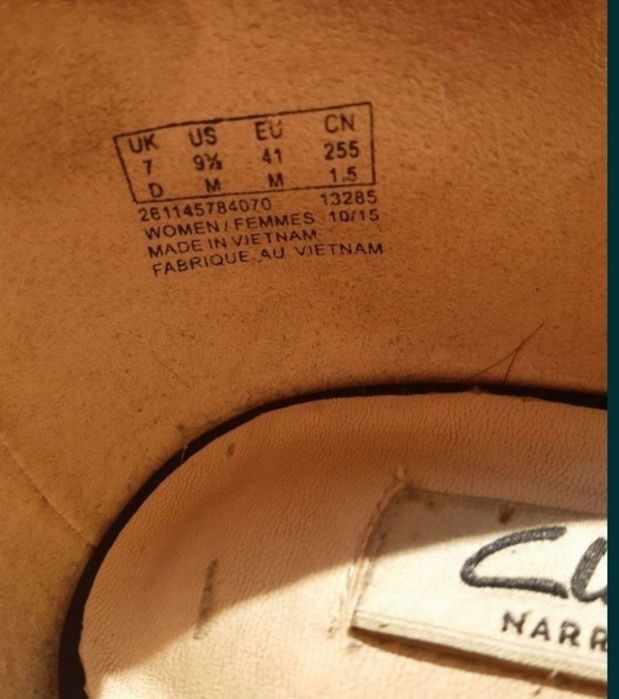 UK US EU CN
7 9½ 41 255
D M M 1.5
261145784070 13285
WOMEN/FEMMES 10/15
MADE IN VIETNAM
FABRIQUE AU VIETNAM